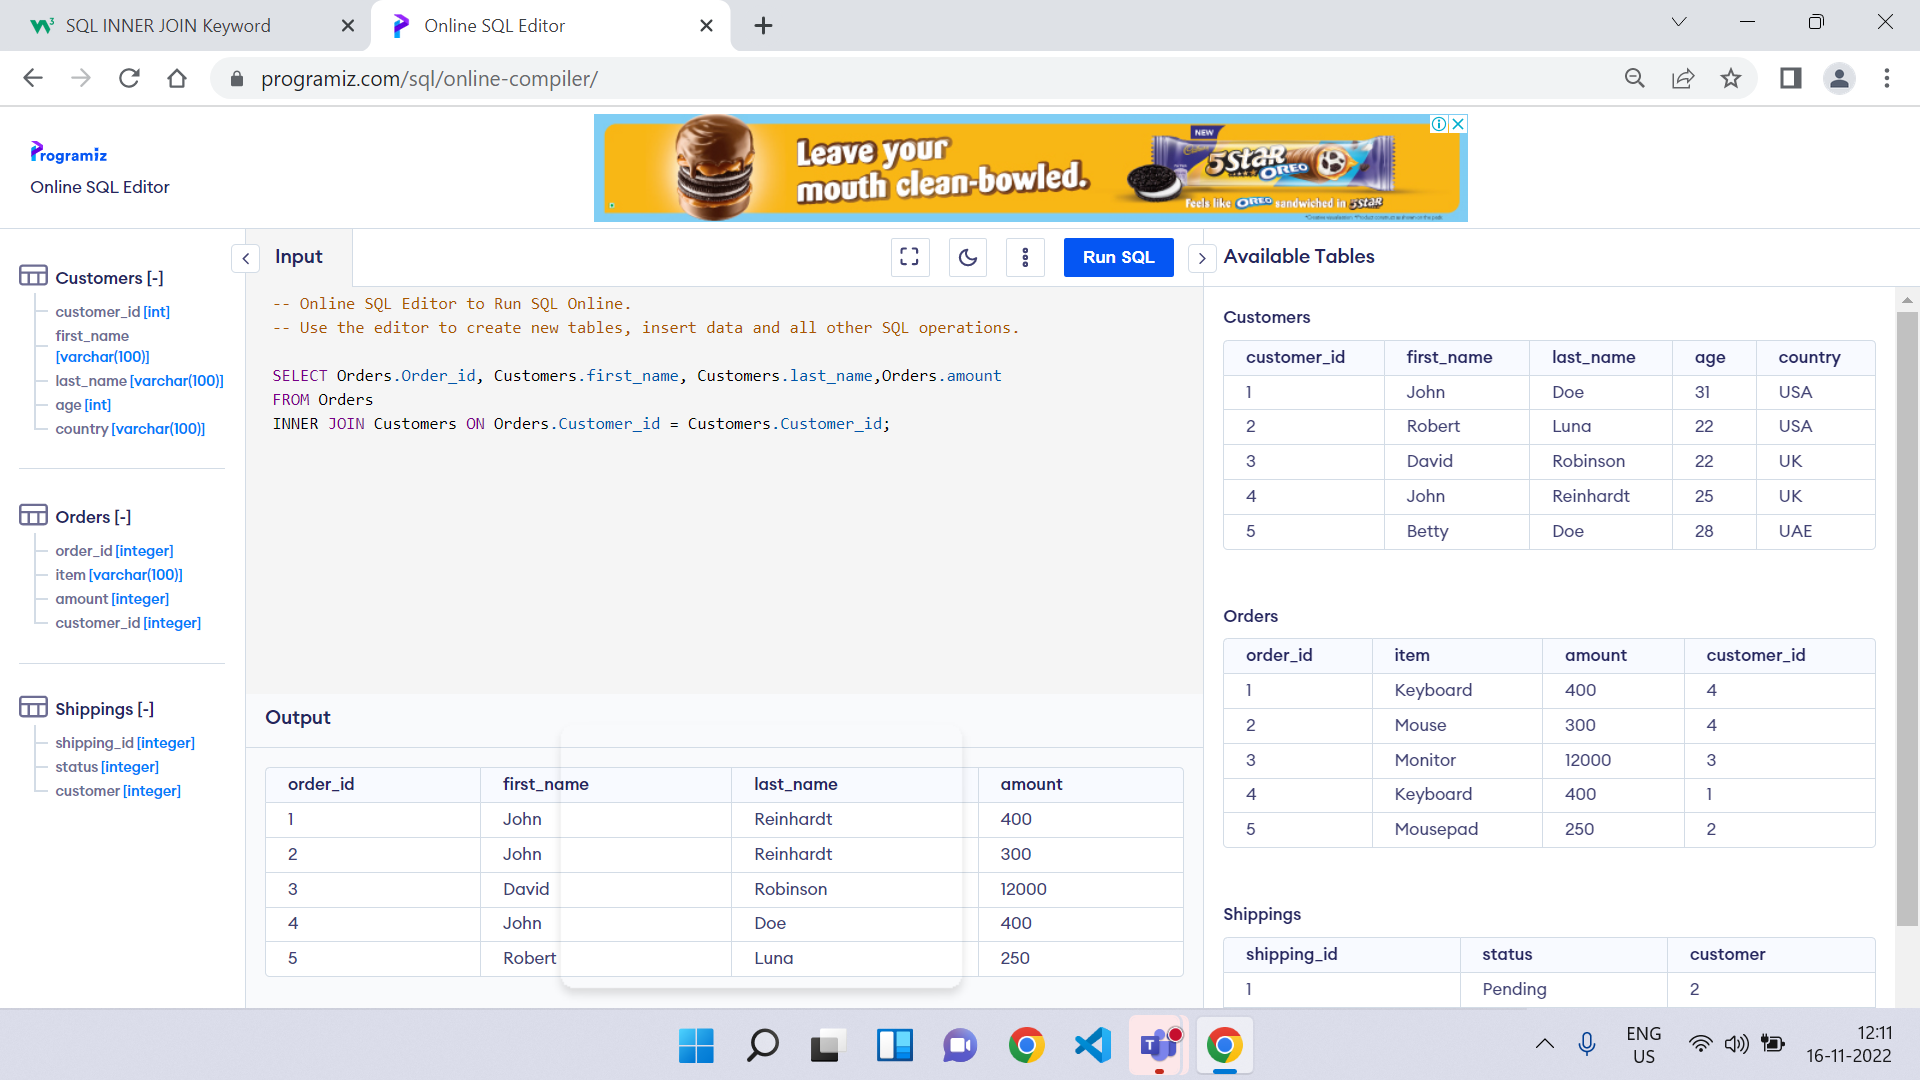 SQL INNER JOIN Keyword
Online SQL Editor
programiz.com/sql/online-compiler/
Programiz
Online SQL Editor
Leave your
mouth clean-bowled.
NEW
5STAR
OREO
Feels like OREO sandwiched in 5STAR
Customers [-]
customer_id [int]
first_name
[varchar(100)]
last_name [varchar(100)]
age [int]
country [varchar(100)]
Orders [-]
order_id [integer]
item [varchar(100)]
amount [integer]
customer_id [integer]
Shippings [-]
shipping_id [integer]
status [integer]
customer [integer]
Input
Run SQL
-- Online SQL Editor to Run SQL Online.
-- Use the editor to create new tables, insert data and all other SQL operations.
SELECT Orders.Order_id, Customers.first_name, Customers.last_name,Orders.amount
FROM Orders
INNER JOIN Customers ON Orders.Customer_id = Customers.Customer_id;
Output
order_id first_name last_name amount
1 John Reinhardt 400
2 John Reinhardt 300
3 David Robinson 12000
4 John Doe 400
5 Robert Luna 250
Available Tables
Customers
customer_id first_name last_name age country
1 John Doe 31 USA
2 Robert Luna 22 USA
3 David Robinson 22 UK
4 John Reinhardt 25 UK
5 Betty Doe 28 UAE
Orders
order_id item amount customer_id
1 Keyboard 400 4
2 Mouse 300 4
3 Monitor 12000 3
4 Keyboard 400 1
5 Mousepad 250 2
Shippings
shipping_id status customer
1 Pending 2
ENG
US
12:11
16-11-2022